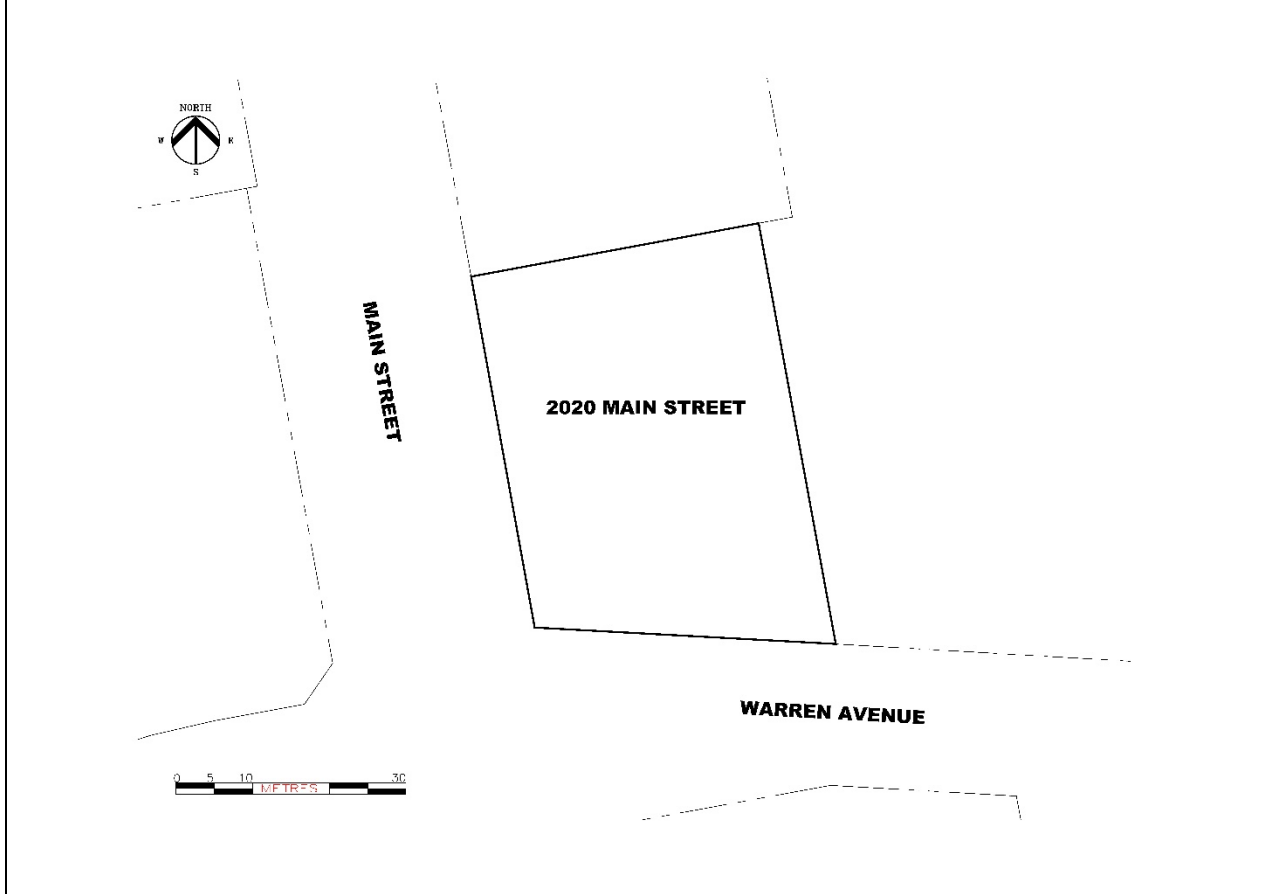 NORTH
W E
S
MAIN STREET
2020 MAIN STREET
WARREN AVENUE
0 5 10 30
METRES